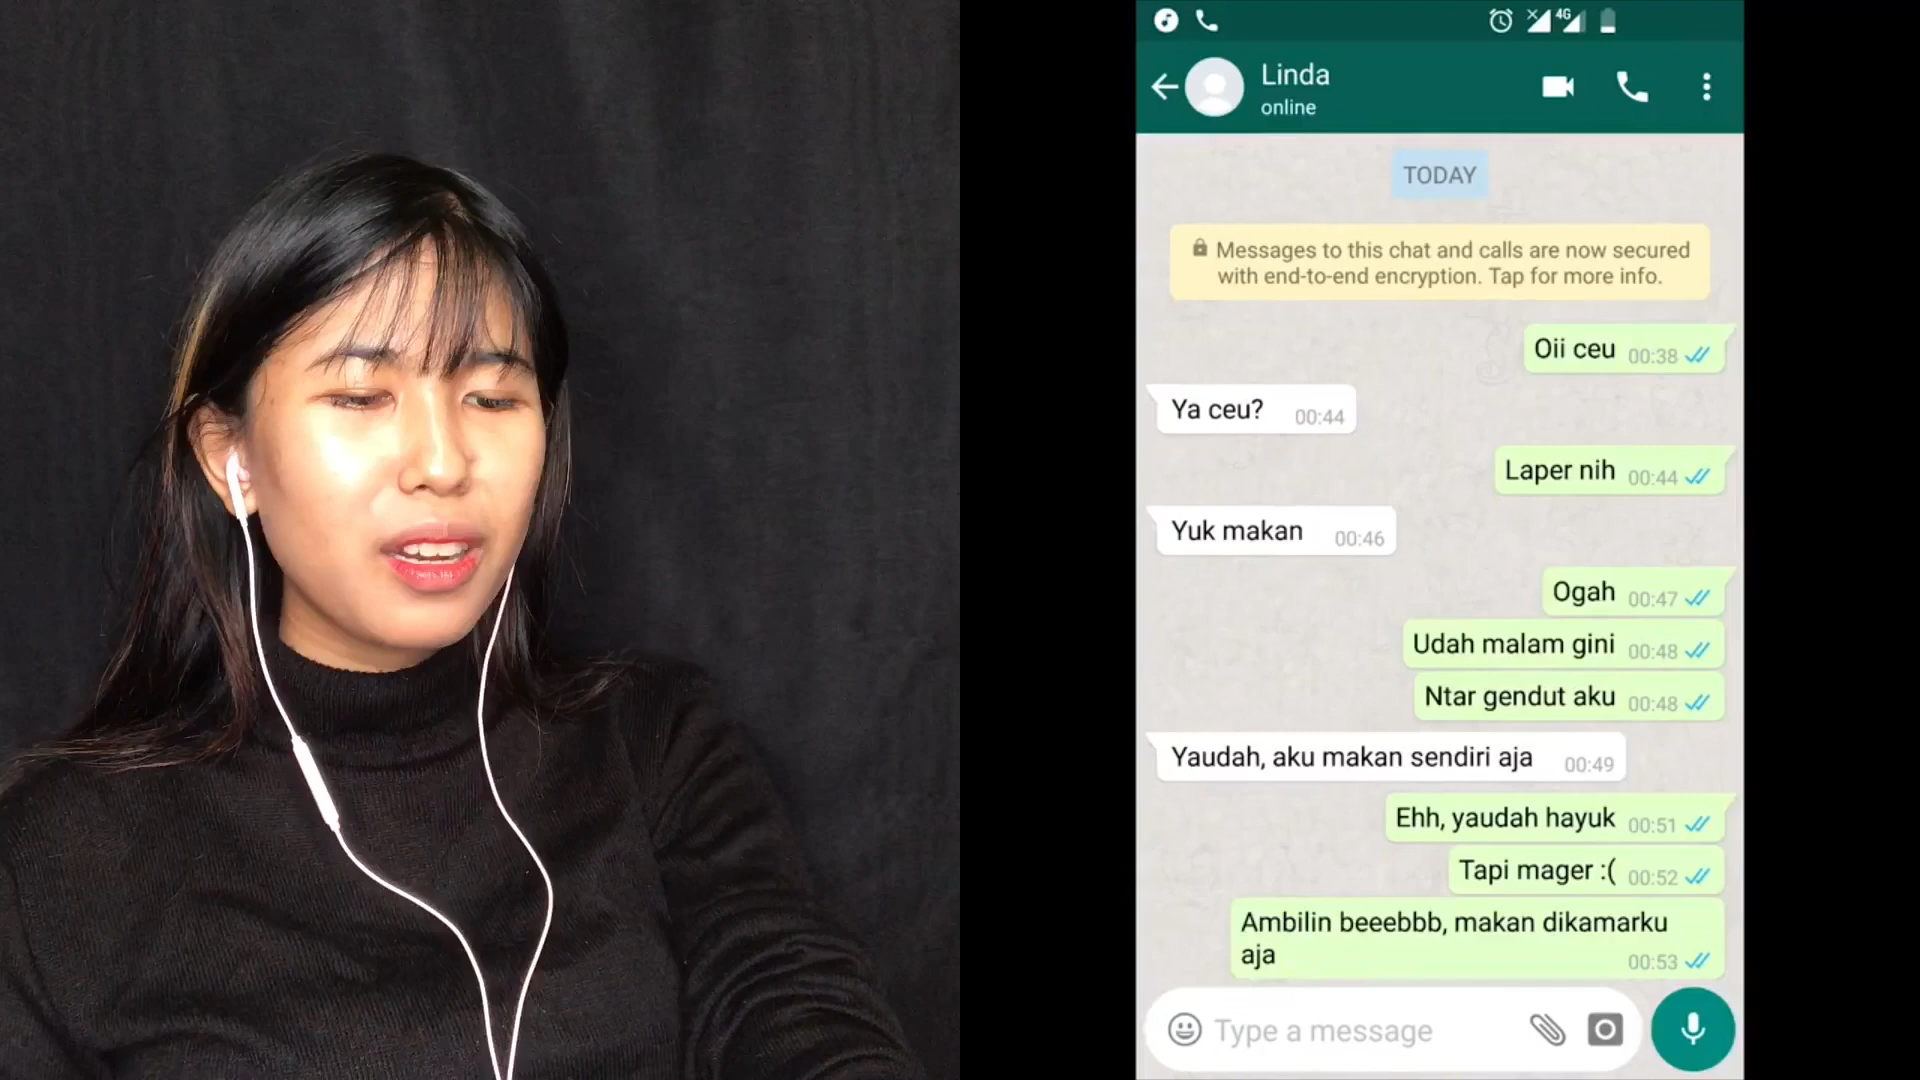 4G
Linda
online
TODAY
Messages to this chat and calls are now secured
with end-to-end encryption. Tap for more info.
Oii ceu 00:38
Ya ceu? 00:44
Laper nih 00:44
Yuk makan 00:46
Ogah 00:47
Udah malam gini 00:48
Ntar gendut aku 00:48
Yaudah, aku makan sendiri aja 00:49
Ehh, yaudah hayuk 00:51
Tapi mager :( 00:52
Ambilin beeebbb, makan dikamarku
aja 00:53
Type a message